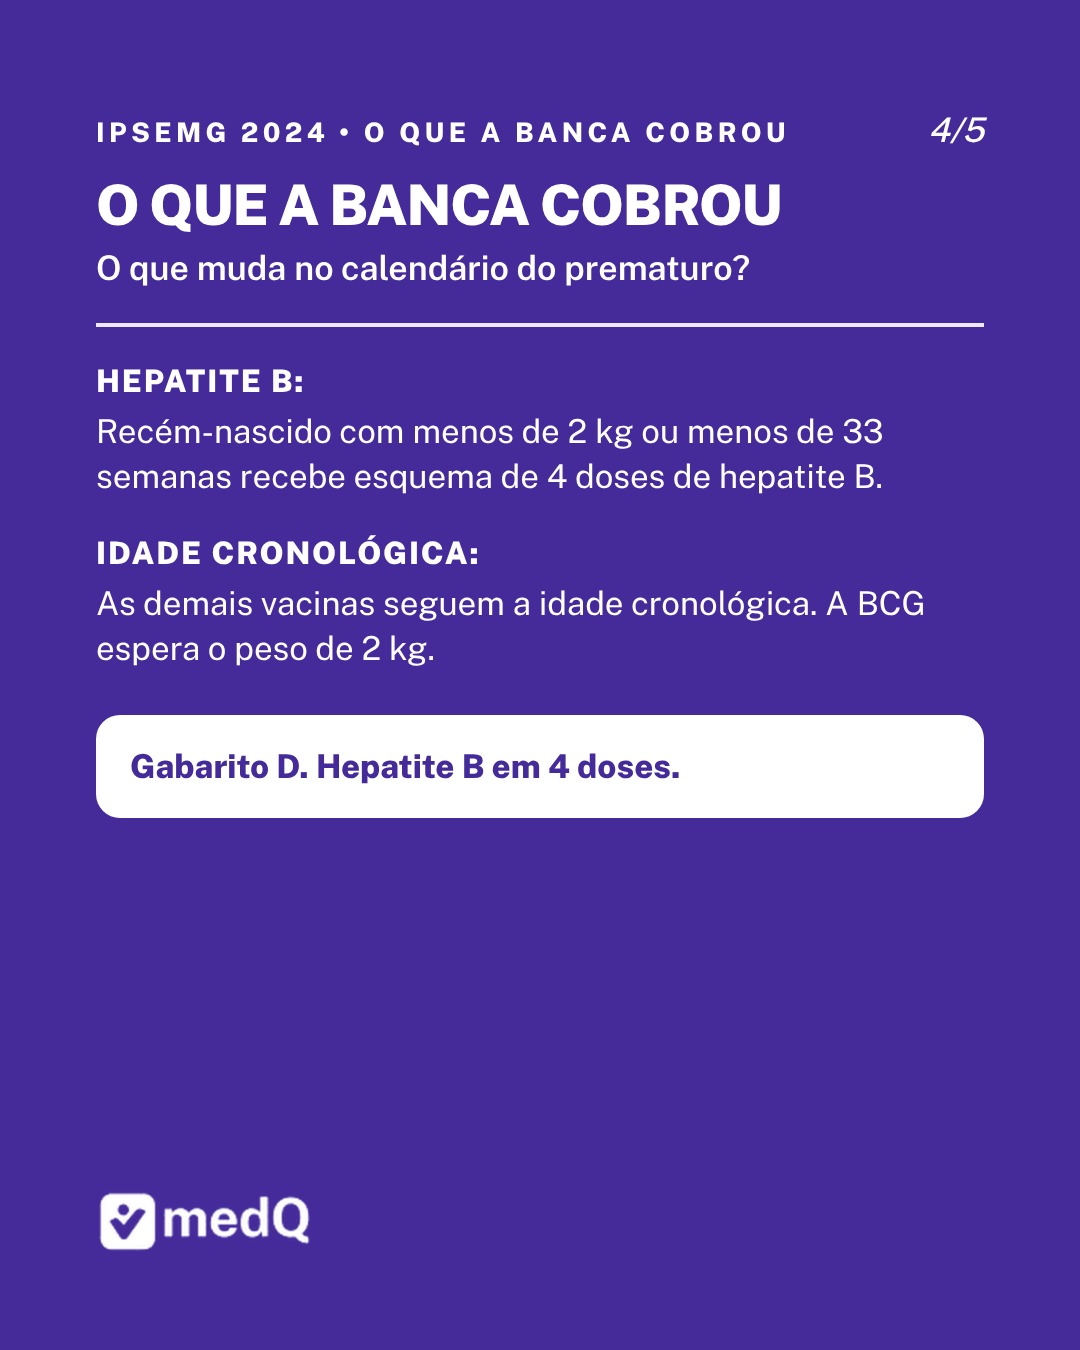 IPSEMG 2024 • O QUE A BANCA COBROU
4/5
O QUE A BANCA COBROU
O que muda no calendário do prematuro?
HEPATITE B:
Recém-nascido com menos de 2 kg ou menos de 33
semanas recebe esquema de 4 doses de hepatite B.
IDADE CRONOLÓGICA:
As demais vacinas seguem a idade cronológica. A BCG
espera o peso de 2 kg.
Gabarito D. Hepatite B em 4 doses.
medQ